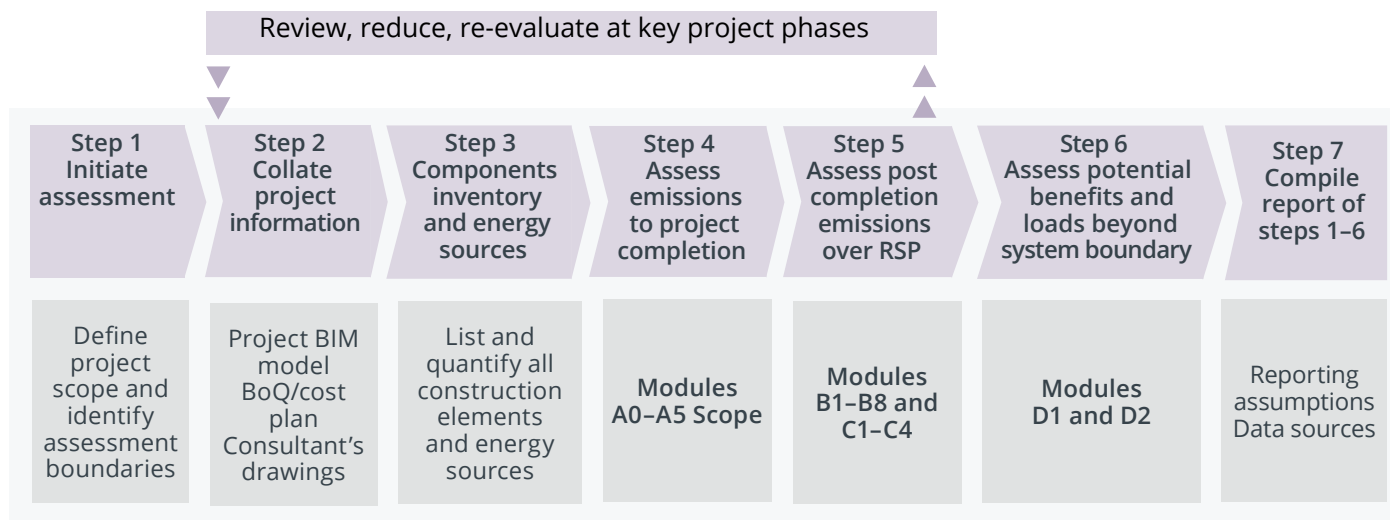 Review, reduce, re-evaluate at key project phases
Step 1
Initiate
assessment
Step 2
Collate
project
information
Step 3
Components
inventory
and energy
sources
Step 4
Assess
emissions
to project
completion
Step 5
Assess post
completion
emissions
over RSP
Step 6
Assess potential
benefits and
loads beyond
system boundary
Step 7
Compile
report of
steps 1–6
Define
project
scope and
identify
assessment
boundaries
Project BIM
model
BoQ/cost
plan
Consultant’s
drawings
List and
quantify all
construction
elements
and energy
sources
Modules
A0–A5 Scope
Modules
B1–B8 and
C1–C4
Modules
D1 and D2
Reporting
assumptions
Data sources